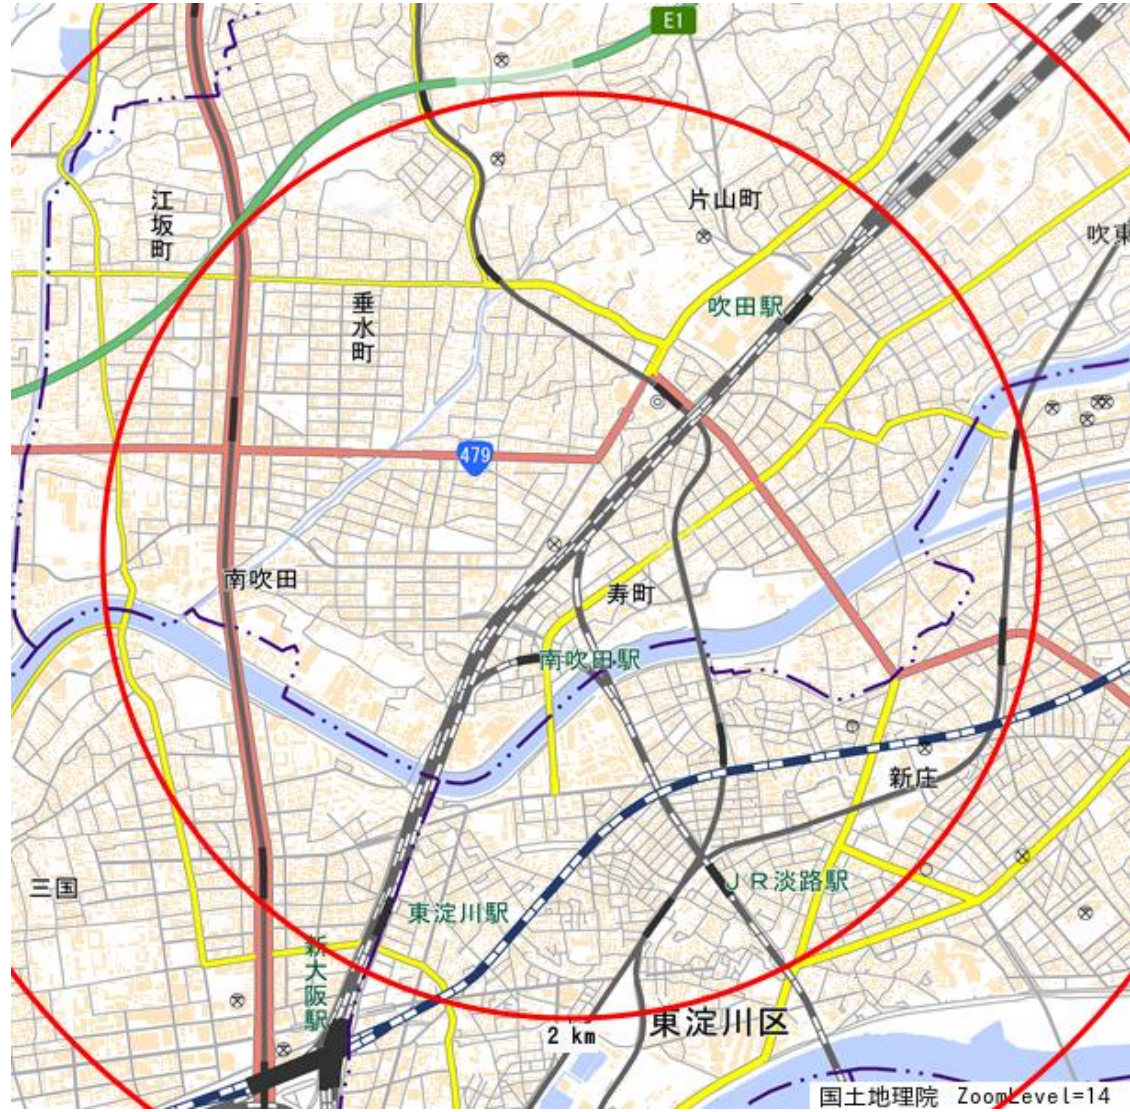 E1
片山町
江坂町
吹東
垂水町
吹田駅
479
南吹田
寿町
南吹田駅
新庄
三国
JR淡路駅
東淀川駅
新大阪駅
東淀川区
2 km
国土地理院 ZoomLevel=14